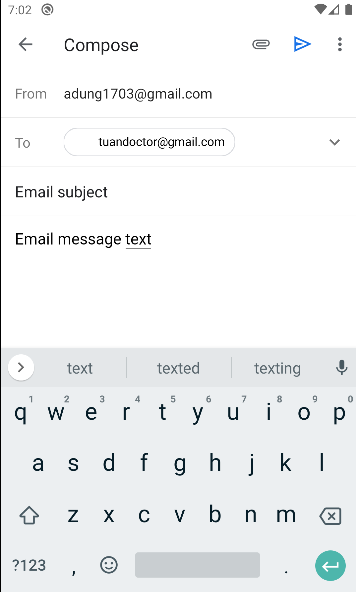 7:02
Compose
From adung1703@gmail.com
To tuandoctor@gmail.com
Email subject
Email message text
text texted texting
1 2 3 4 5 6 7 8 9 0
q w e r t y u i o p
a s d f g h j k l
z x c v b n m
?123 , .